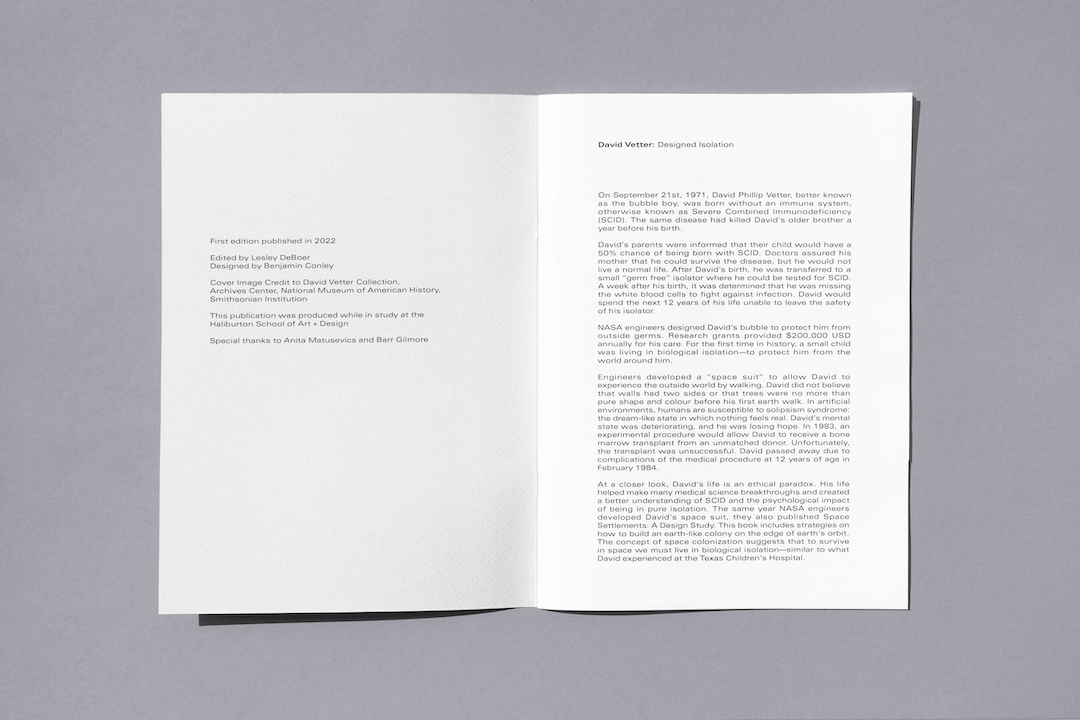 First edition published in 2022
Edited by Lesley DeBoer
Designed by Benjamin Conley
Cover Image Credit to David Vetter Collection,
Archives Center, National Museum of American History,
Smithsonian Institution
This publication was produced while in study at the
Haliburton School of Art + Design
Special thanks to Anita Matusevics and Barr Gilmore
David Vetter: Designed Isolation
On September 21st, 1971, David Phillip Vetter, better known
as the bubble boy, was born without an immune system,
otherwise known as Severe Combined Immunodeficiency
(SCID). The same disease had killed David's older brother a
year before his birth.
David's parents were informed that their child would have a
50% chance of being born with SCID. Doctors assured his
mother that he could survive the disease, but he would not
live a normal life. After David's birth, he was transferred to a
small "germ free" isolator where he could be tested for SCID.
A week after his birth, it was determined that he was missing
the white blood cells to fight against infection. David would
spend the next 12 years of his life unable to leave the safety
of his isolator.
NASA engineers designed David's bubble to protect him from
outside germs. Research grants provided $200,000 USD
annually for his care. For the first time in history, a small child
was living in biological isolation—to protect him from the
world around him.
Engineers developed a "space suit" to allow David to
experience the outside world by walking. David did not believe
that walls had two sides or that trees were no more than
pure shape and colour before his first earth walk. In artificial
environments, humans are susceptible to solipsism syndrome:
the dream-like state in which nothing feels real. David's mental
state was deteriorating, and he was losing hope. In 1983, an
experimental procedure would allow David to receive a bone
marrow transplant from an unmatched donor. Unfortunately,
the transplant was unsuccessful. David passed away due to
complications of the medical procedure at 12 years of age in
February 1984.
At a closer look, David's life is an ethical paradox. His life
helped make many medical science breakthroughs and created
a better understanding of SCID and the psychological impact
of being in pure isolation. The same year NASA engineers
developed David's space suit, they also published Space
Settlements: A Design Study. This book includes strategies on
how to build an earth-like colony on the edge of earth's orbit.
The concept of space colonization suggests that to survive
in space we must live in biological isolation—similar to what
David experienced at the Texas Children's Hospital.